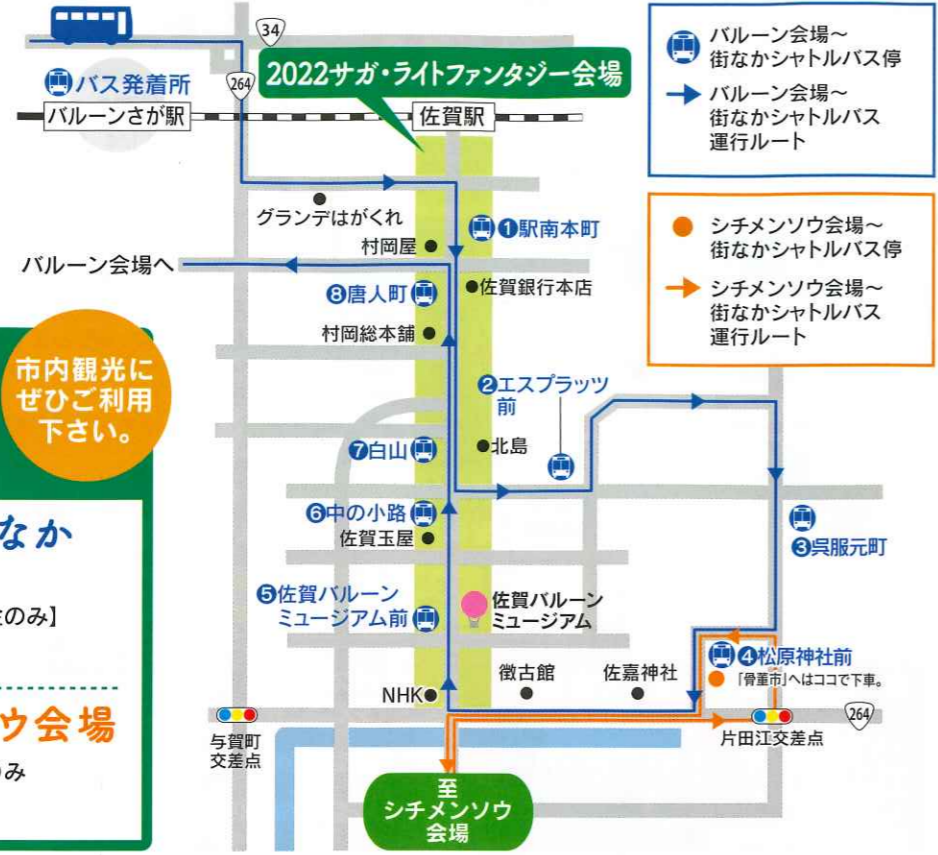 34
264
2022サガ・ライトファンタジー会場
バス発着所
バルーンさが駅
佐賀駅
バルーン会場〜
街なかシャトルバス停
バルーン会場〜
街なかシャトルバス
運行ルート
シチメンソウ会場〜
街なかシャトルバス停
シチメンソウ会場〜
街なかシャトルバス
運行ルート
グランデはがくれ
❶駅南本町
村岡屋
バルーン会場へ
❽唐人町
佐賀銀行本店
村岡総本舗
市内観光に
ぜひご利用
下さい。
❷エスプラッツ
前
❼白山
北島
❻中の小路
佐賀玉屋
❸呉服元町
なか
のみ】
❺佐賀バルーン
ミュージアム前
佐賀バルーン
ミュージアム
❹松原神社前
「骨董市」へはココで下車。
徴古館
佐嘉神社
NHK
ウ会場
み
与賀町
交差点
片田江交差点
264
至
シチメンソウ
会場